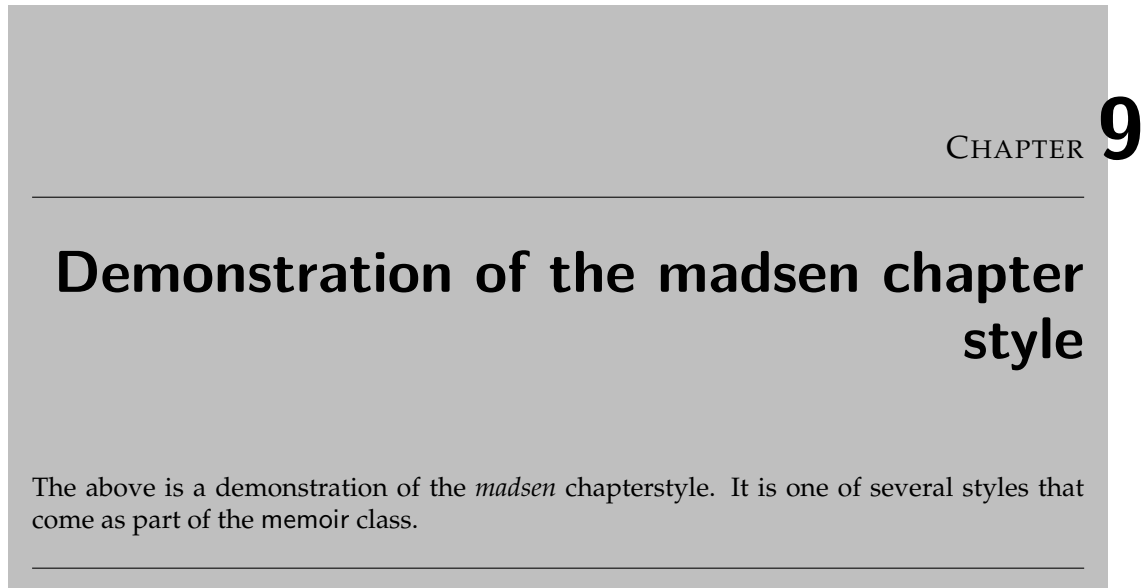 CHAPTER 9
Demonstration of the madsen chapter
style
The above is a demonstration of the madsen chapterstyle. It is one of several styles that
come as part of the memoir class.